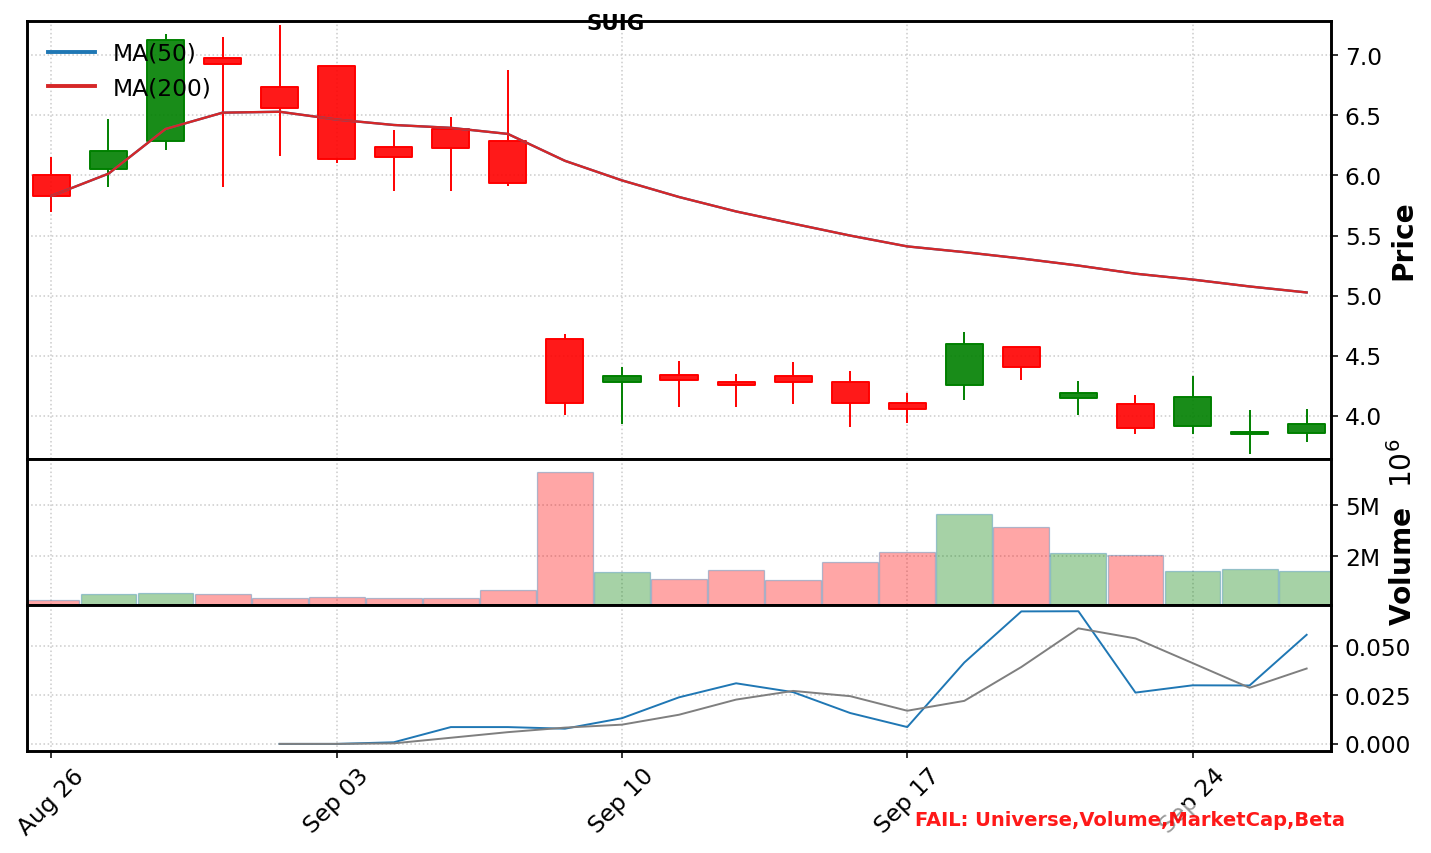 SUIG
MA(50)
MA(200)
7.0
6.5
6.0
5.5
5.0
4.5
4.0
Price
5M
2M
Volume 10⁶
0.050
0.025
0.000
Aug 26
Sep 03
Sep 10
Sep 17
Sep 24
FAIL: Universe,Volume,MarketCap,Beta